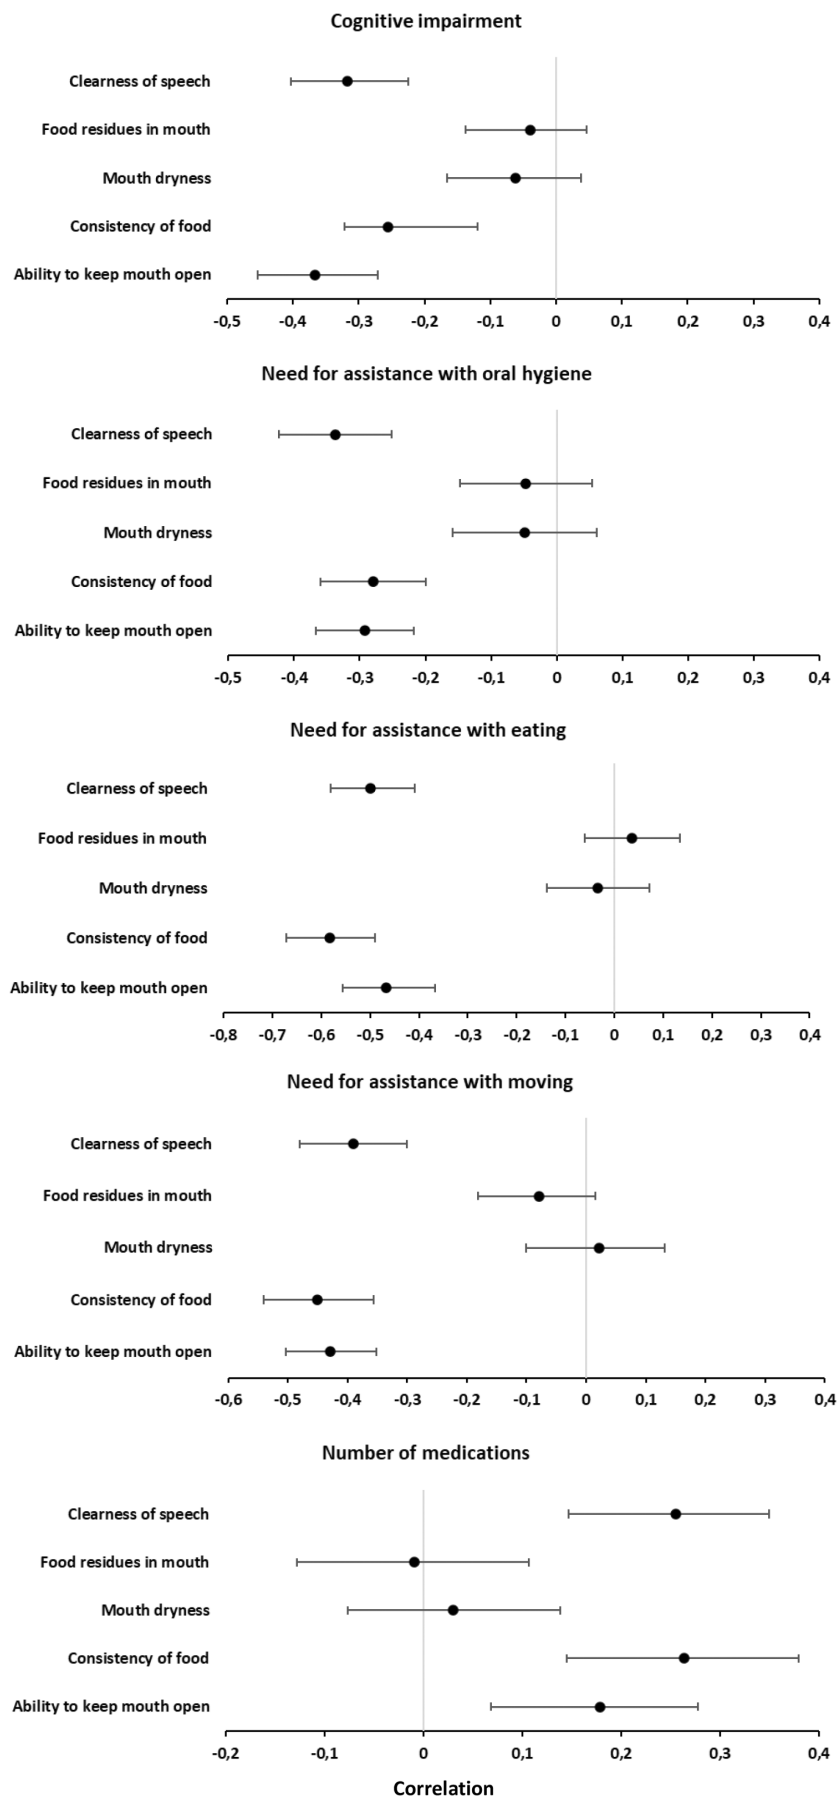 Cognitive impairment
Clearness of speech
Food residues in mouth
Mouth dryness
Consistency of food
Ability to keep mouth open
-0,5 -0,4 -0,3 -0,2 -0,1 0 0,1 0,2 0,3 0,4
Need for assistance with oral hygiene
Clearness of speech
Food residues in mouth
Mouth dryness
Consistency of food
Ability to keep mouth open
-0,5 -0,4 -0,3 -0,2 -0,1 0 0,1 0,2 0,3 0,4
Need for assistance with eating
Clearness of speech
Food residues in mouth
Mouth dryness
Consistency of food
Ability to keep mouth open
-0,8 -0,7 -0,6 -0,5 -0,4 -0,3 -0,2 -0,1 0 0,1 0,2 0,3 0,4
Need for assistance with moving
Clearness of speech
Food residues in mouth
Mouth dryness
Consistency of food
Ability to keep mouth open
-0,6 -0,5 -0,4 -0,3 -0,2 -0,1 0 0,1 0,2 0,3 0,4
Number of medications
Clearness of speech
Food residues in mouth
Mouth dryness
Consistency of food
Ability to keep mouth open
-0,2 -0,1 0 0,1 0,2 0,3 0,4
Correlation